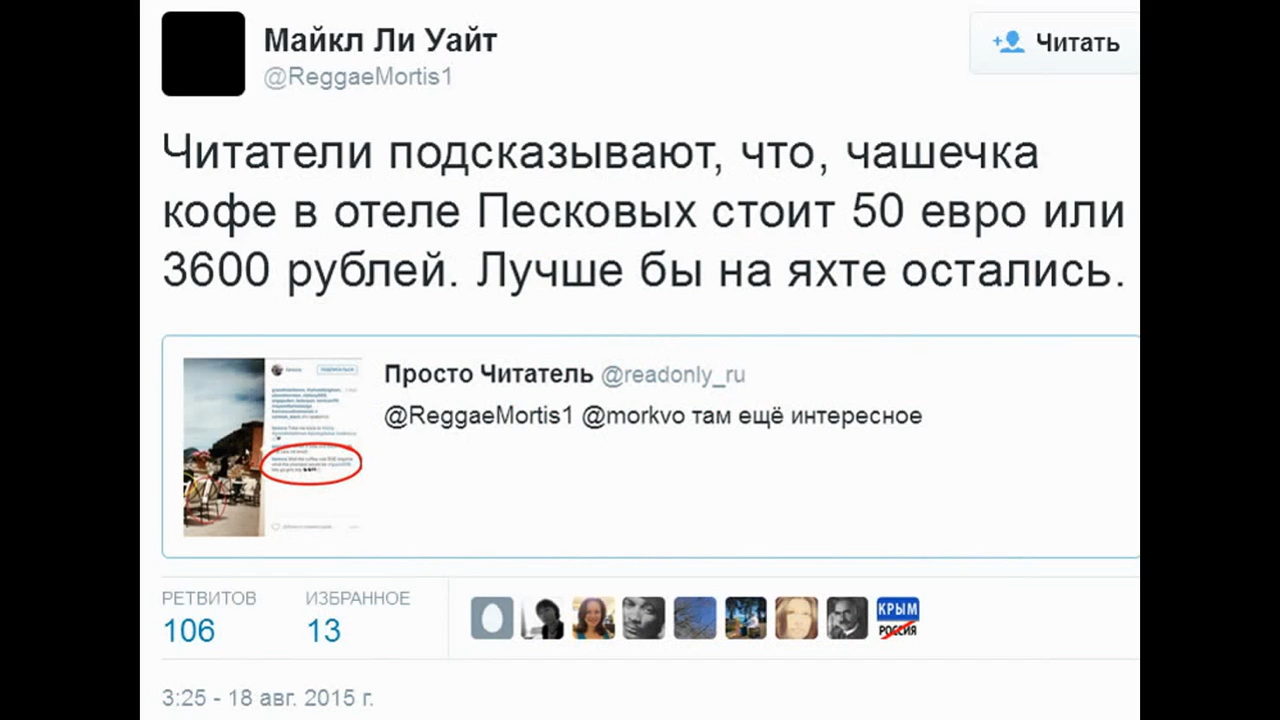 Майкл Ли Уайт
@ReggaeMortis1
Читать
Читатели подсказывают, что, чашечка
кофе в отеле Песковых стоит 50 евро или
3600 рублей. Лучше бы на яхте остались.
Просто Читатель @readonly_ru
@ReggaeMortis1 @morkvo там ещё интересное
РЕТВИТОВ ИЗБРАННОЕ
106 13
КРЫМ
РОССИЯ
3:25 - 18 авг. 2015 г.